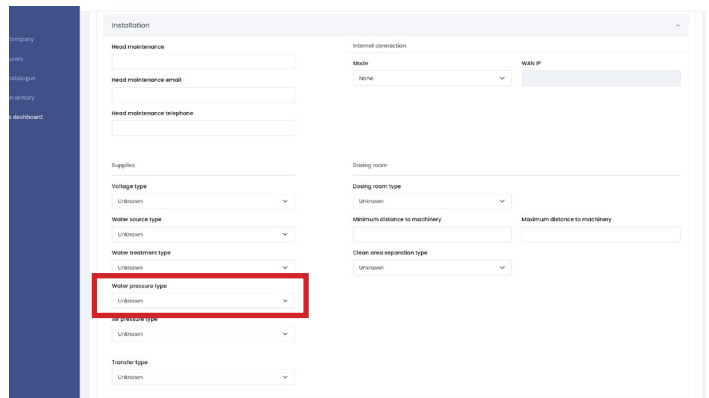 company
users
catalogue
inventory
s dashboard
Installation
Head maintenance
Head maintenance email
Head maintenance telephone
Internet connection
Mode
WAN IP
None
Supplies
Voltage type
Unknown
Water source type
Unknown
Water treatment type
Unknown
Water pressure type
Unknown
Air pressure type
Unknown
Transfer type
Unknown
Dosing room
Dosing room type
Unknown
Minimum distance to machinery
Maximum distance to machinery
Clean area separation type
Unknown